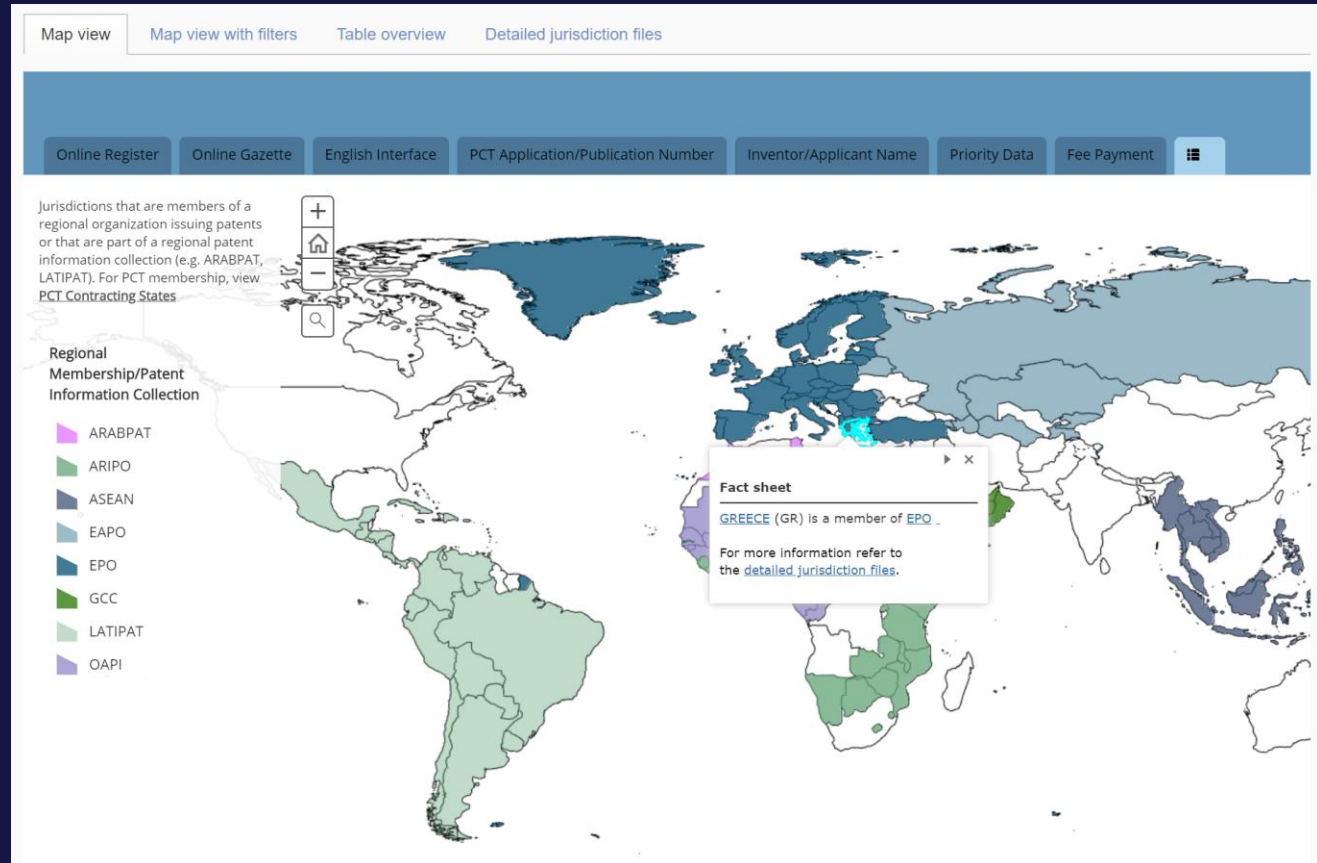 Map view
Map view with filters
Table overview
Detailed jurisdiction files
Online Register
Online Gazette
English Interface
PCT Application/Publication Number
Inventor/Applicant Name
Priority Data
Fee Payment
Jurisdictions that are members of a
regional organization issuing patents
or that are part of a regional patent
information collection (e.g. ARABPAT,
LATIPAT). For PCT membership, view
PCT Contracting States
Regional
Membership/Patent
Information Collection
ARABPAT
ARIPO
ASEAN
EAPO
EPO
GCC
LATIPAT
OAPI
Fact sheet
GREECE (GR) is a member of EPO
For more information refer to
the detailed jurisdiction files.